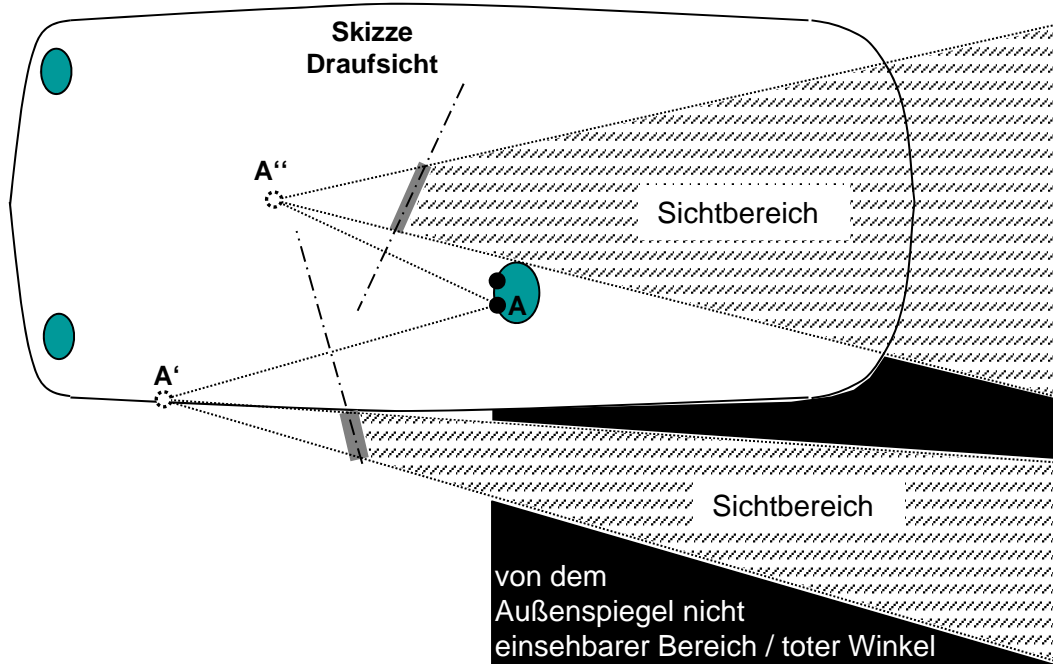 Skizze
Draufsicht
A‘‘
Sichtbereich
A
A‘
Sichtbereich
von dem
Außenspiegel nicht
einsehbarer Bereich / toter Winkel